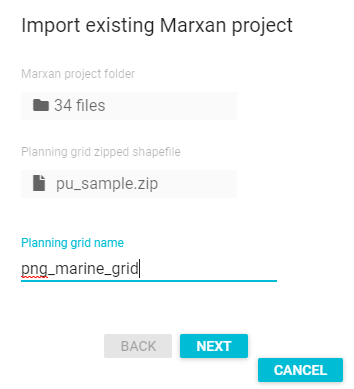 Import existing Marxan project
Marxan project folder
34 files
Planning grid zipped shapefile
pu_sample.zip
Planning grid name
png_marine_grid
BACK NEXT
CANCEL